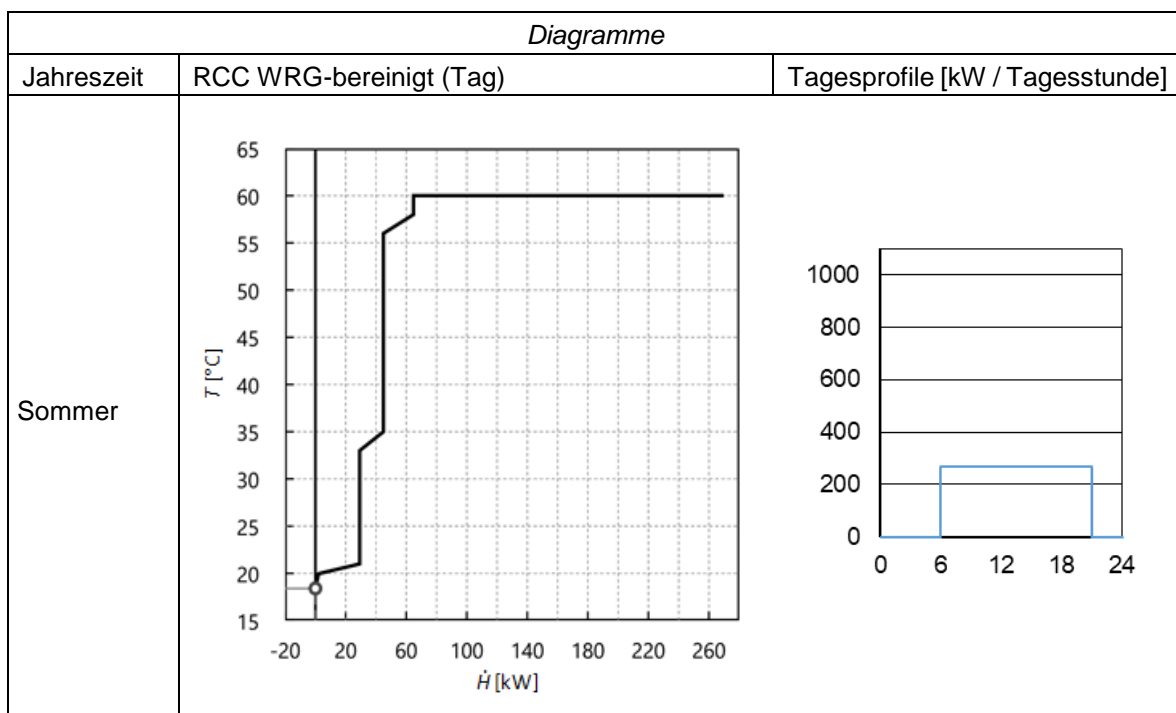 Diagramme
Jahreszeit RCC WRG-bereinigt (Tag) Tagesprofile [kW / Tagesstunde]
Sommer
65
60
55
50
45
40
35
30
25
20
15
T [°C]
-20 20 60 100 140 180 220 260
Ḣ [kW]
1000
800
600
400
200
0
0 6 12 18 24